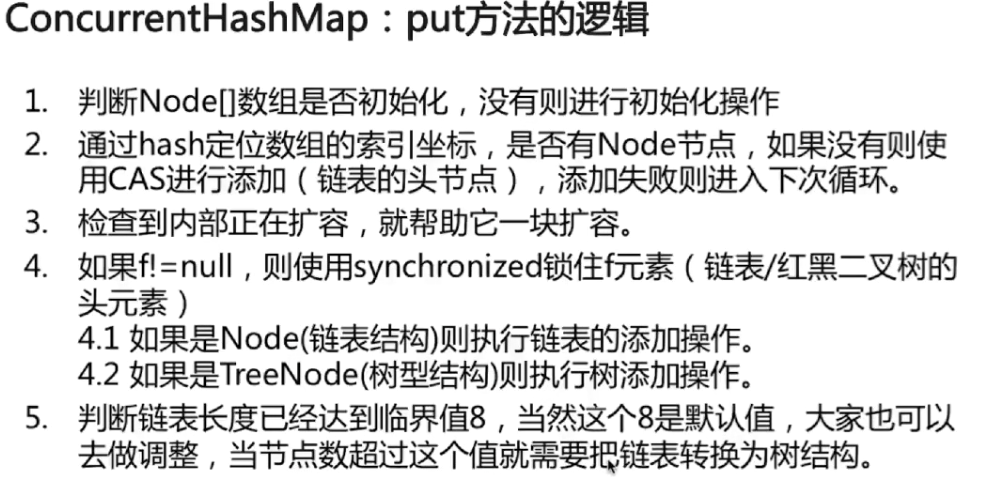 ConcurrentHashMap：put方法的逻辑
1. 判断Node[]数组是否初始化，没有则进行初始化操作
2. 通过hash定位数组的索引坐标，是否有Node节点，如果没有则使
用CAS进行添加（链表的头节点），添加失败则进入下次循环。
3. 检查到内部正在扩容，就帮助它一块扩容。
4. 如果f!=null，则使用synchronized锁住f元素（链表/红黑二叉树的
头元素）
4.1 如果是Node(链表结构)则执行链表的添加操作。
4.2 如果是TreeNode(树型结构)则执行树添加操作。
5. 判断链表长度已经达到临界值8，当然这个8是默认值，大家也可以
去做调整，当节点数超过这个值就需要把链表转换为树结构。